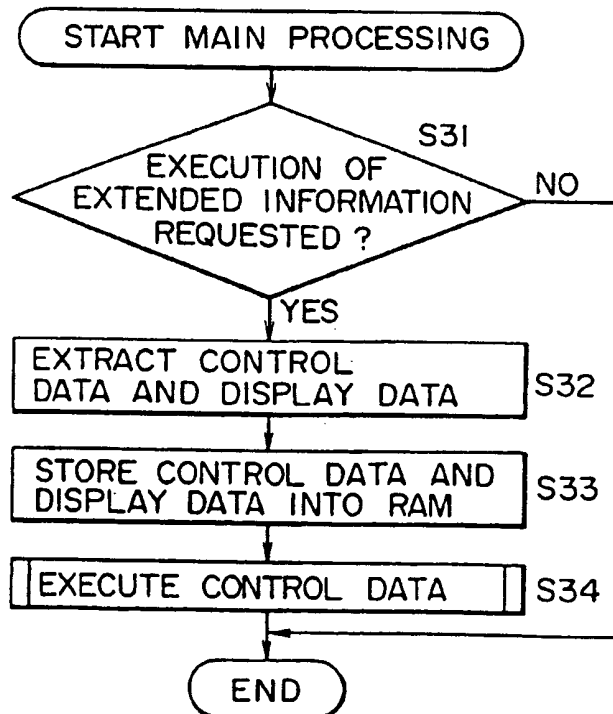 START MAIN PROCESSING
S31
EXECUTION OF
EXTENDED INFORMATION
REQUESTED ?
NO
YES
EXTRACT CONTROL
DATA AND DISPLAY DATA
S32
STORE CONTROL DATA AND
DISPLAY DATA INTO RAM
S33
EXECUTE CONTROL DATA
S34
END